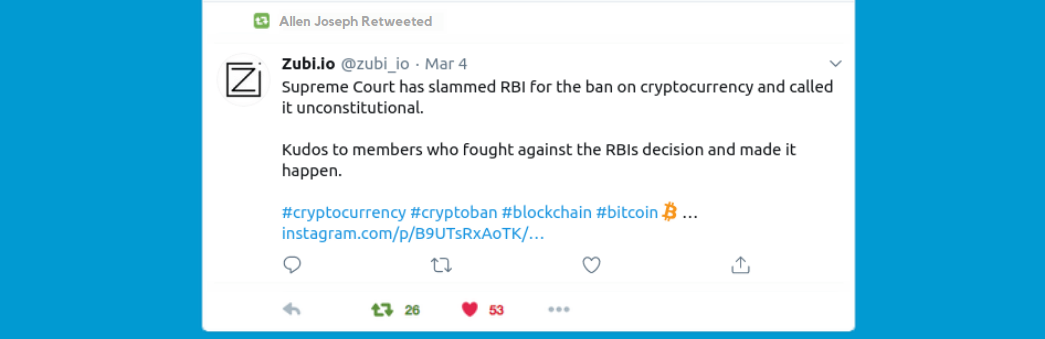 Allen Joseph Retweeted
Zubi.io @zubi_io · Mar 4
Supreme Court has slammed RBI for the ban on cryptocurrency and called
it unconstitutional.
Kudos to members who fought against the RBIs decision and made it
happen.
#cryptocurrency #cryptoban #blockchain #bitcoin ...
instagram.com/p/B9UTsRxAoTK/...
26 53